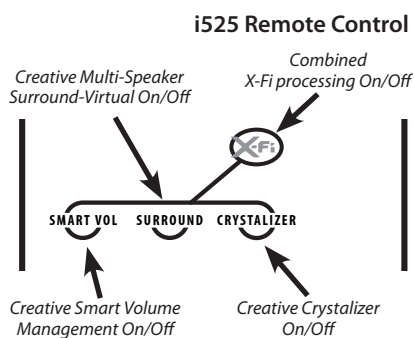 i525 Remote Control
Combined
X-Fi processing On/Off
Creative Multi-Speaker
Surround-Virtual On/Off
X-Fi
SMART VOL SURROUND CRYSTALIZER
Creative Smart Volume
Management On/Off
Creative Crystalizer
On/Off